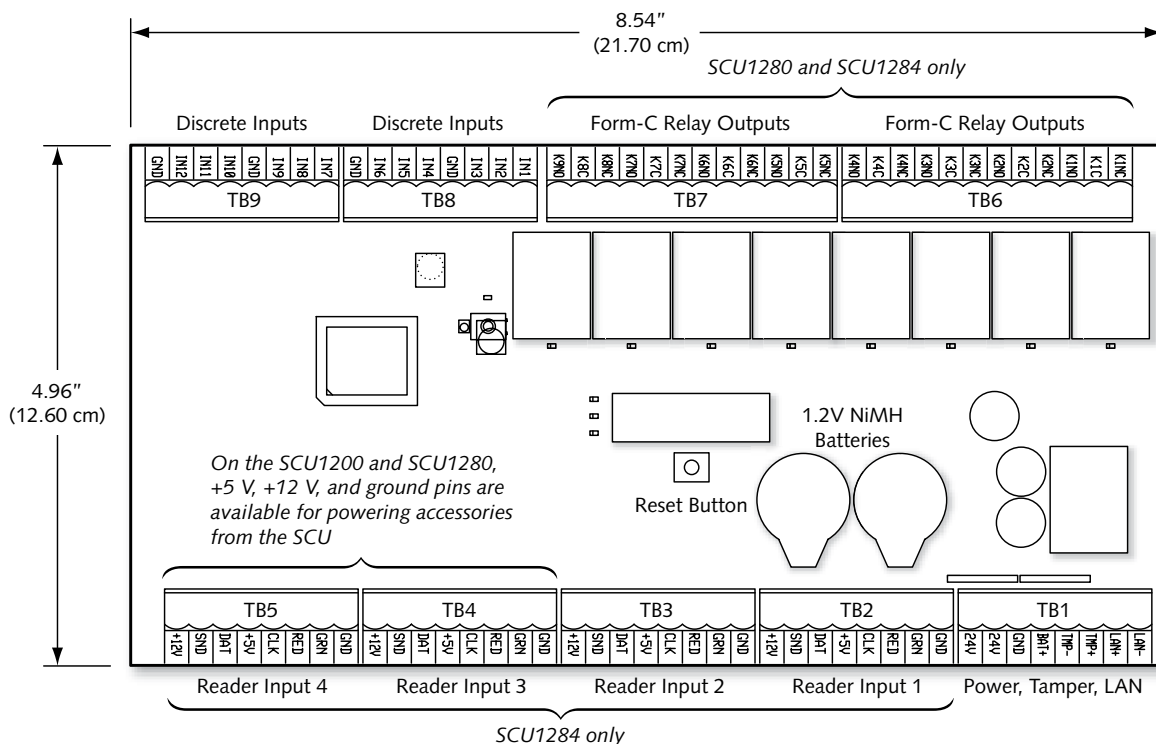 8.54"
(21.70 cm)
SCU1280 and SCU1284 only
Discrete Inputs
Discrete Inputs
Form-C Relay Outputs
Form-C Relay Outputs
GND IN12 IN11 IN10 GND IN9 IN8 IN7
GND IN6 IN5 IN4 GND IN3 IN2 IN1
K8NO K8C K8NC K7NO K7C K7NC K6NO K6C K6NC K5NO K5C K5NC
K4NO K4C K4NC K3NO K3C K3NC K2NO K2C K2NC K1NO K1C K1NC
TB9
TB8
TB7
TB6
4.96"
(12.60 cm)
1.2V NiMH
Batteries
On the SCU1200 and SCU1280,
+5 V, +12 V, and ground pins are
available for powering accessories
from the SCU
Reset Button
TB5
TB4
TB3
TB2
TB1
+12V SND DAT +5V CLK RED GRN GND
+12V SND DAT +5V CLK RED GRN GND
+12V SND DAT +5V CLK RED GRN GND
+12V SND DAT +5V CLK RED GRN GND
24V 24V GND BAT+ TMP- TMP+ LAN+ LAN-
Reader Input 4
Reader Input 3
Reader Input 2
Reader Input 1
Power, Tamper, LAN
SCU1284 only